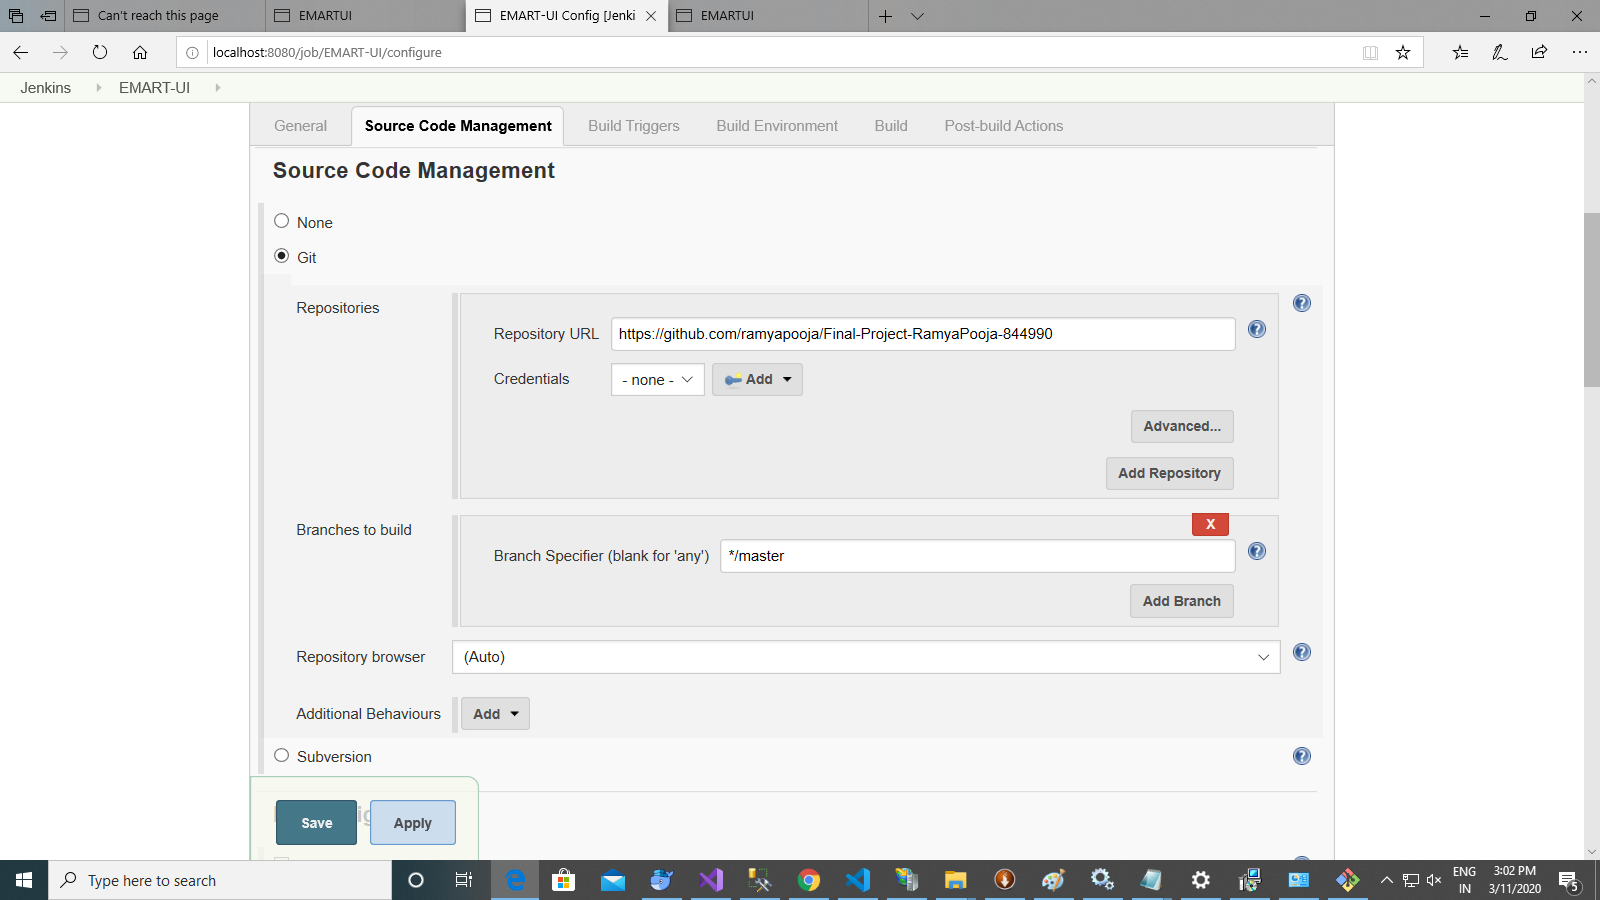 Can't reach this page
EMARTUI
EMART-UI Config [Jenki
EMARTUI
localhost:8080/job/EMART-UI/configure
Jenkins
EMART-UI
General
Source Code Management
Build Triggers
Build Environment
Build
Post-build Actions
Source Code Management
None
Git
Repositories
Repository URL
https://github.com/ramyapooja/Final-Project-RamyaPooja-844990
Credentials
- none -
Add
Advanced...
Add Repository
Branches to build
X
Branch Specifier (blank for 'any')
*/master
Add Branch
Repository browser
(Auto)
Additional Behaviours
Add
Subversion
Save
Apply
Type here to search
ENG
IN
3:02 PM
3/11/2020
5